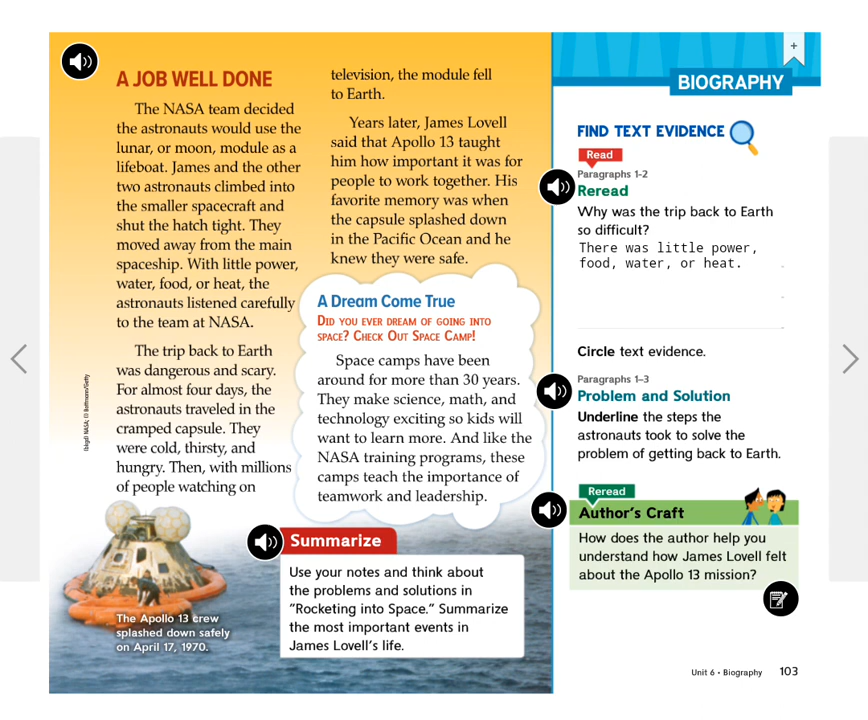 A JOB WELL DONE
The NASA team decided
the astronauts would use the
lunar, or moon, module as a
lifeboat. James and the other
two astronauts climbed into
the smaller spacecraft and
shut the hatch tight. They
moved away from the main
spaceship. With little power,
water, food, or heat, the
astronauts listened carefully
to the team at NASA.
The trip back to Earth
was dangerous and scary.
For almost four days, the
astronauts traveled in the
cramped capsule. They
were cold, thirsty, and
hungry. Then, with millions
of people watching on
television, the module fell
to Earth.
Years later, James Lovell
said that Apollo 13 taught
him how important it was for
people to work together. His
favorite memory was when
the capsule splashed down
in the Pacific Ocean and he
knew they were safe.
A Dream Come True
DID YOU EVER DREAM OF GOING INTO
SPACE? CHECK OUT SPACE CAMP!
Space camps have been
around for more than 30 years.
They make science, math, and
technology exciting so kids will
want to learn more. And like the
NASA training programs, these
camps teach the importance of
teamwork and leadership.
The Apollo 13 crew
splashed down safely
on April 17, 1970.
Summarize
Use your notes and think about
the problems and solutions in
"Rocketing into Space." Summarize
the most important events in
James Lovell's life.
BIOGRAPHY
FIND TEXT EVIDENCE
Read
Paragraphs 1-2
Reread
Why was the trip back to Earth
so difficult?
There was little power,
food, water, or heat.
Circle text evidence.
Paragraphs 1–3
Problem and Solution
Underline the steps the
astronauts took to solve the
problem of getting back to Earth.
Reread
Author's Craft
How does the author help you
understand how James Lovell felt
about the Apollo 13 mission?
Unit 6 • Biography 103